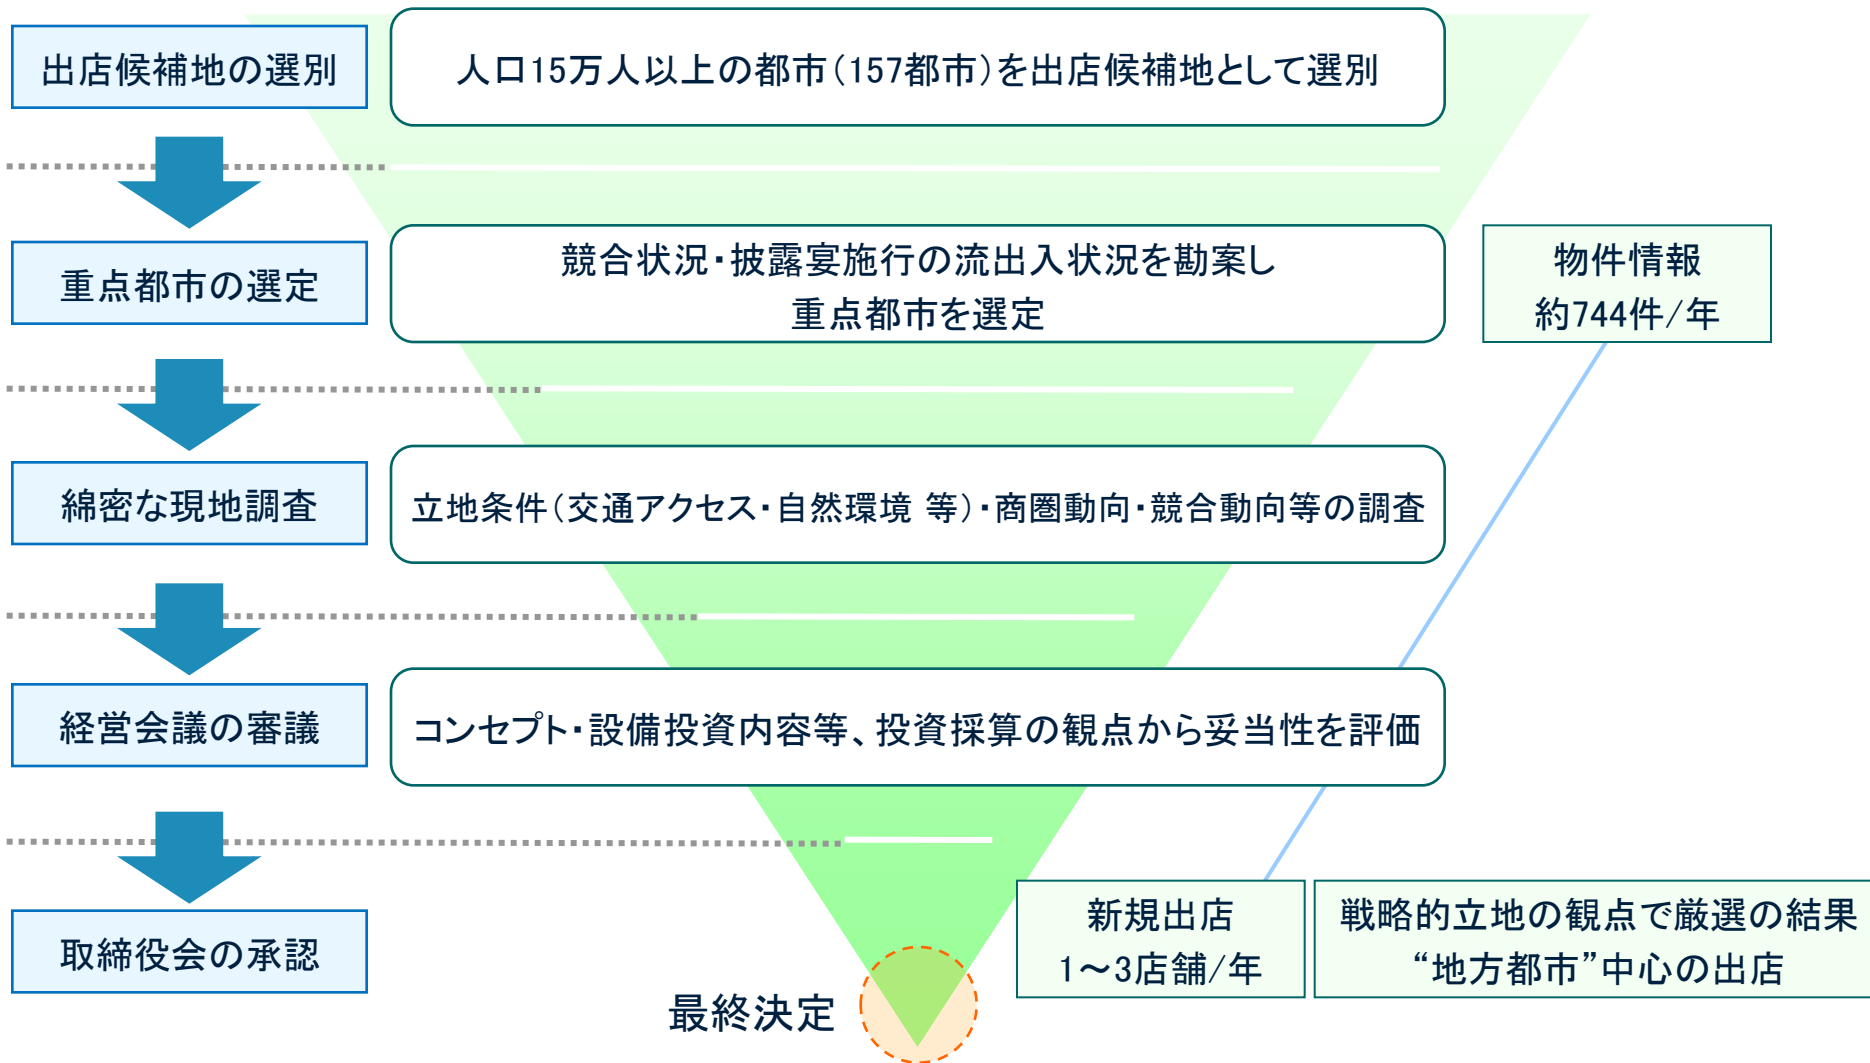 出店候補地の選別
人口15万人以上の都市（157都市）を出店候補地として選別
重点都市の選定
競合状況・披露宴施行の流出入状況を勘案し
重点都市を選定
物件情報
約744件/年
綿密な現地調査
立地条件（交通アクセス・自然環境 等）・商圏動向・競合動向等の調査
経営会議の審議
コンセプト・設備投資内容等、投資採算の観点から妥当性を評価
取締役会の承認
最終決定
新規出店
1～3店舗/年
戦略的立地の観点で厳選の結果
“地方都市”中心の出店